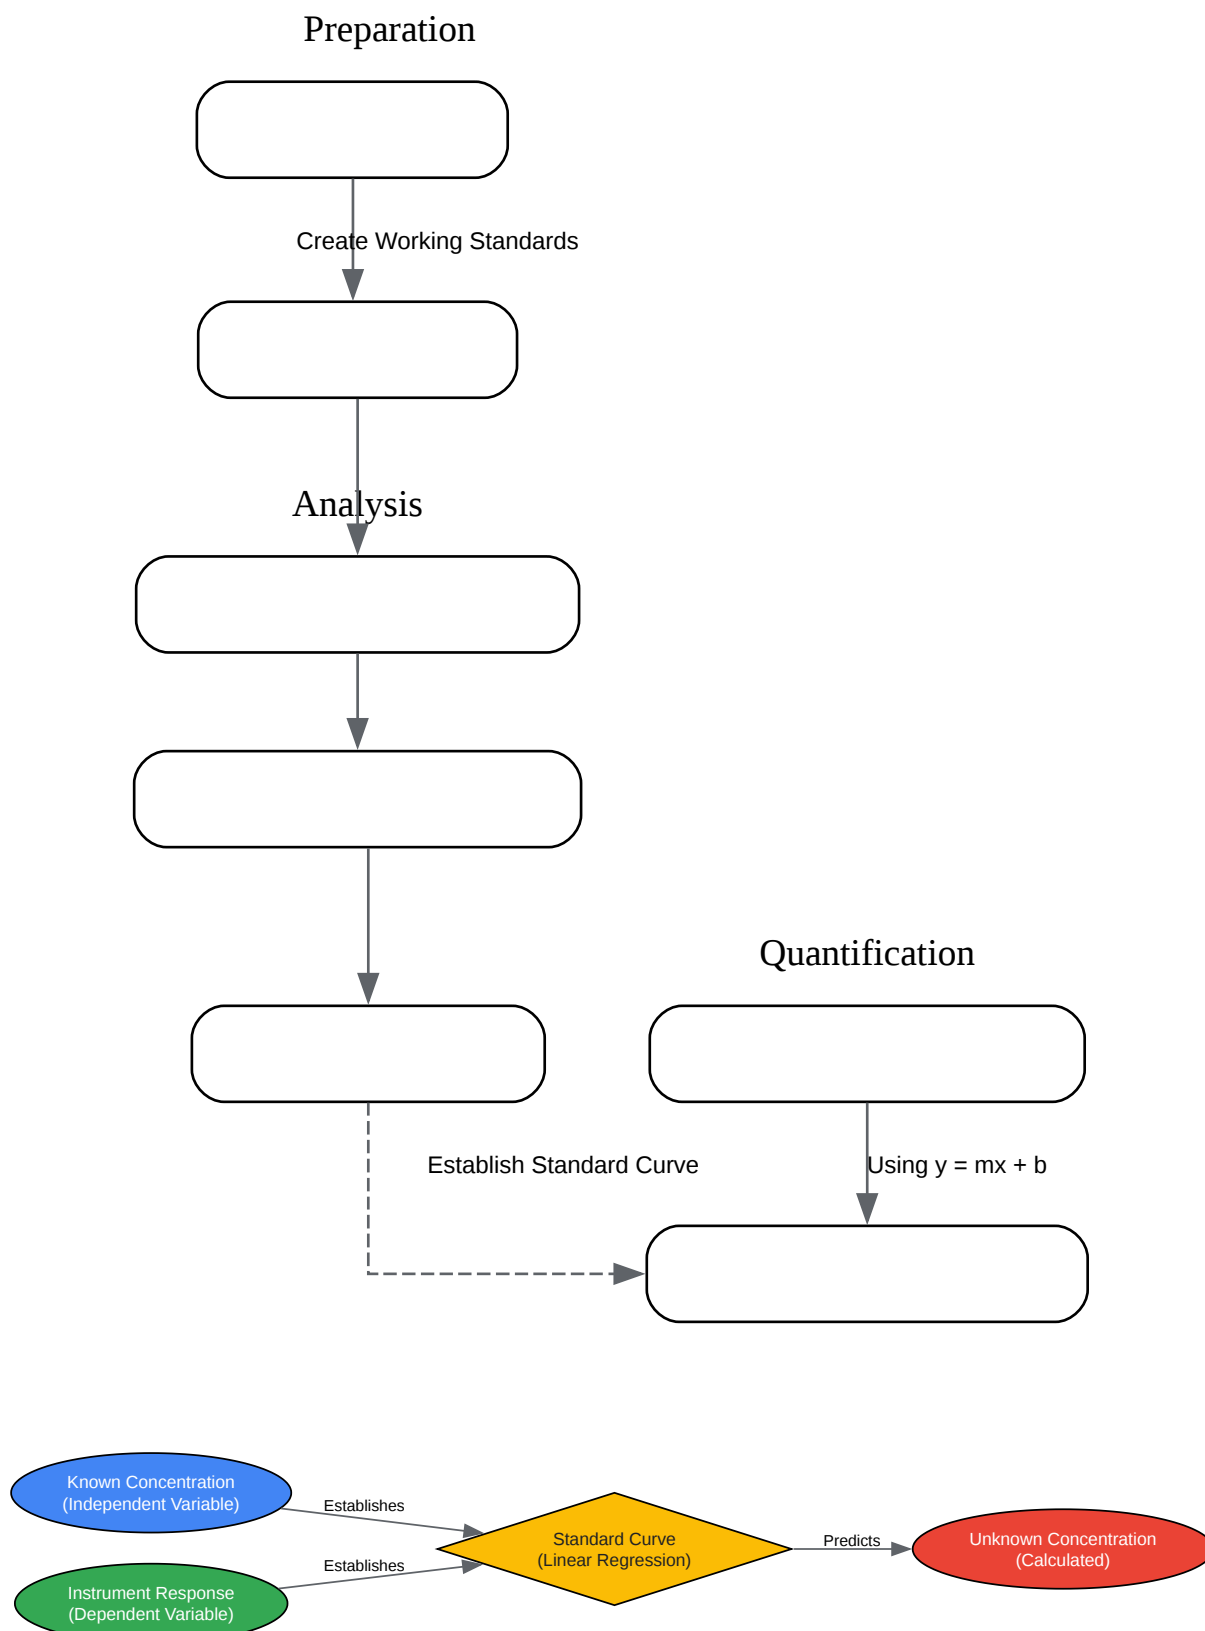 Preparation
Create Working Standards
Analysis
Quantification
Establish Standard Curve
Using y = mx + b
Known Concentration
(Independent Variable)
Establishes
Standard Curve
(Linear Regression)
Predicts
Unknown Concentration
(Calculated)
Establishes
Instrument Response
(Dependent Variable)